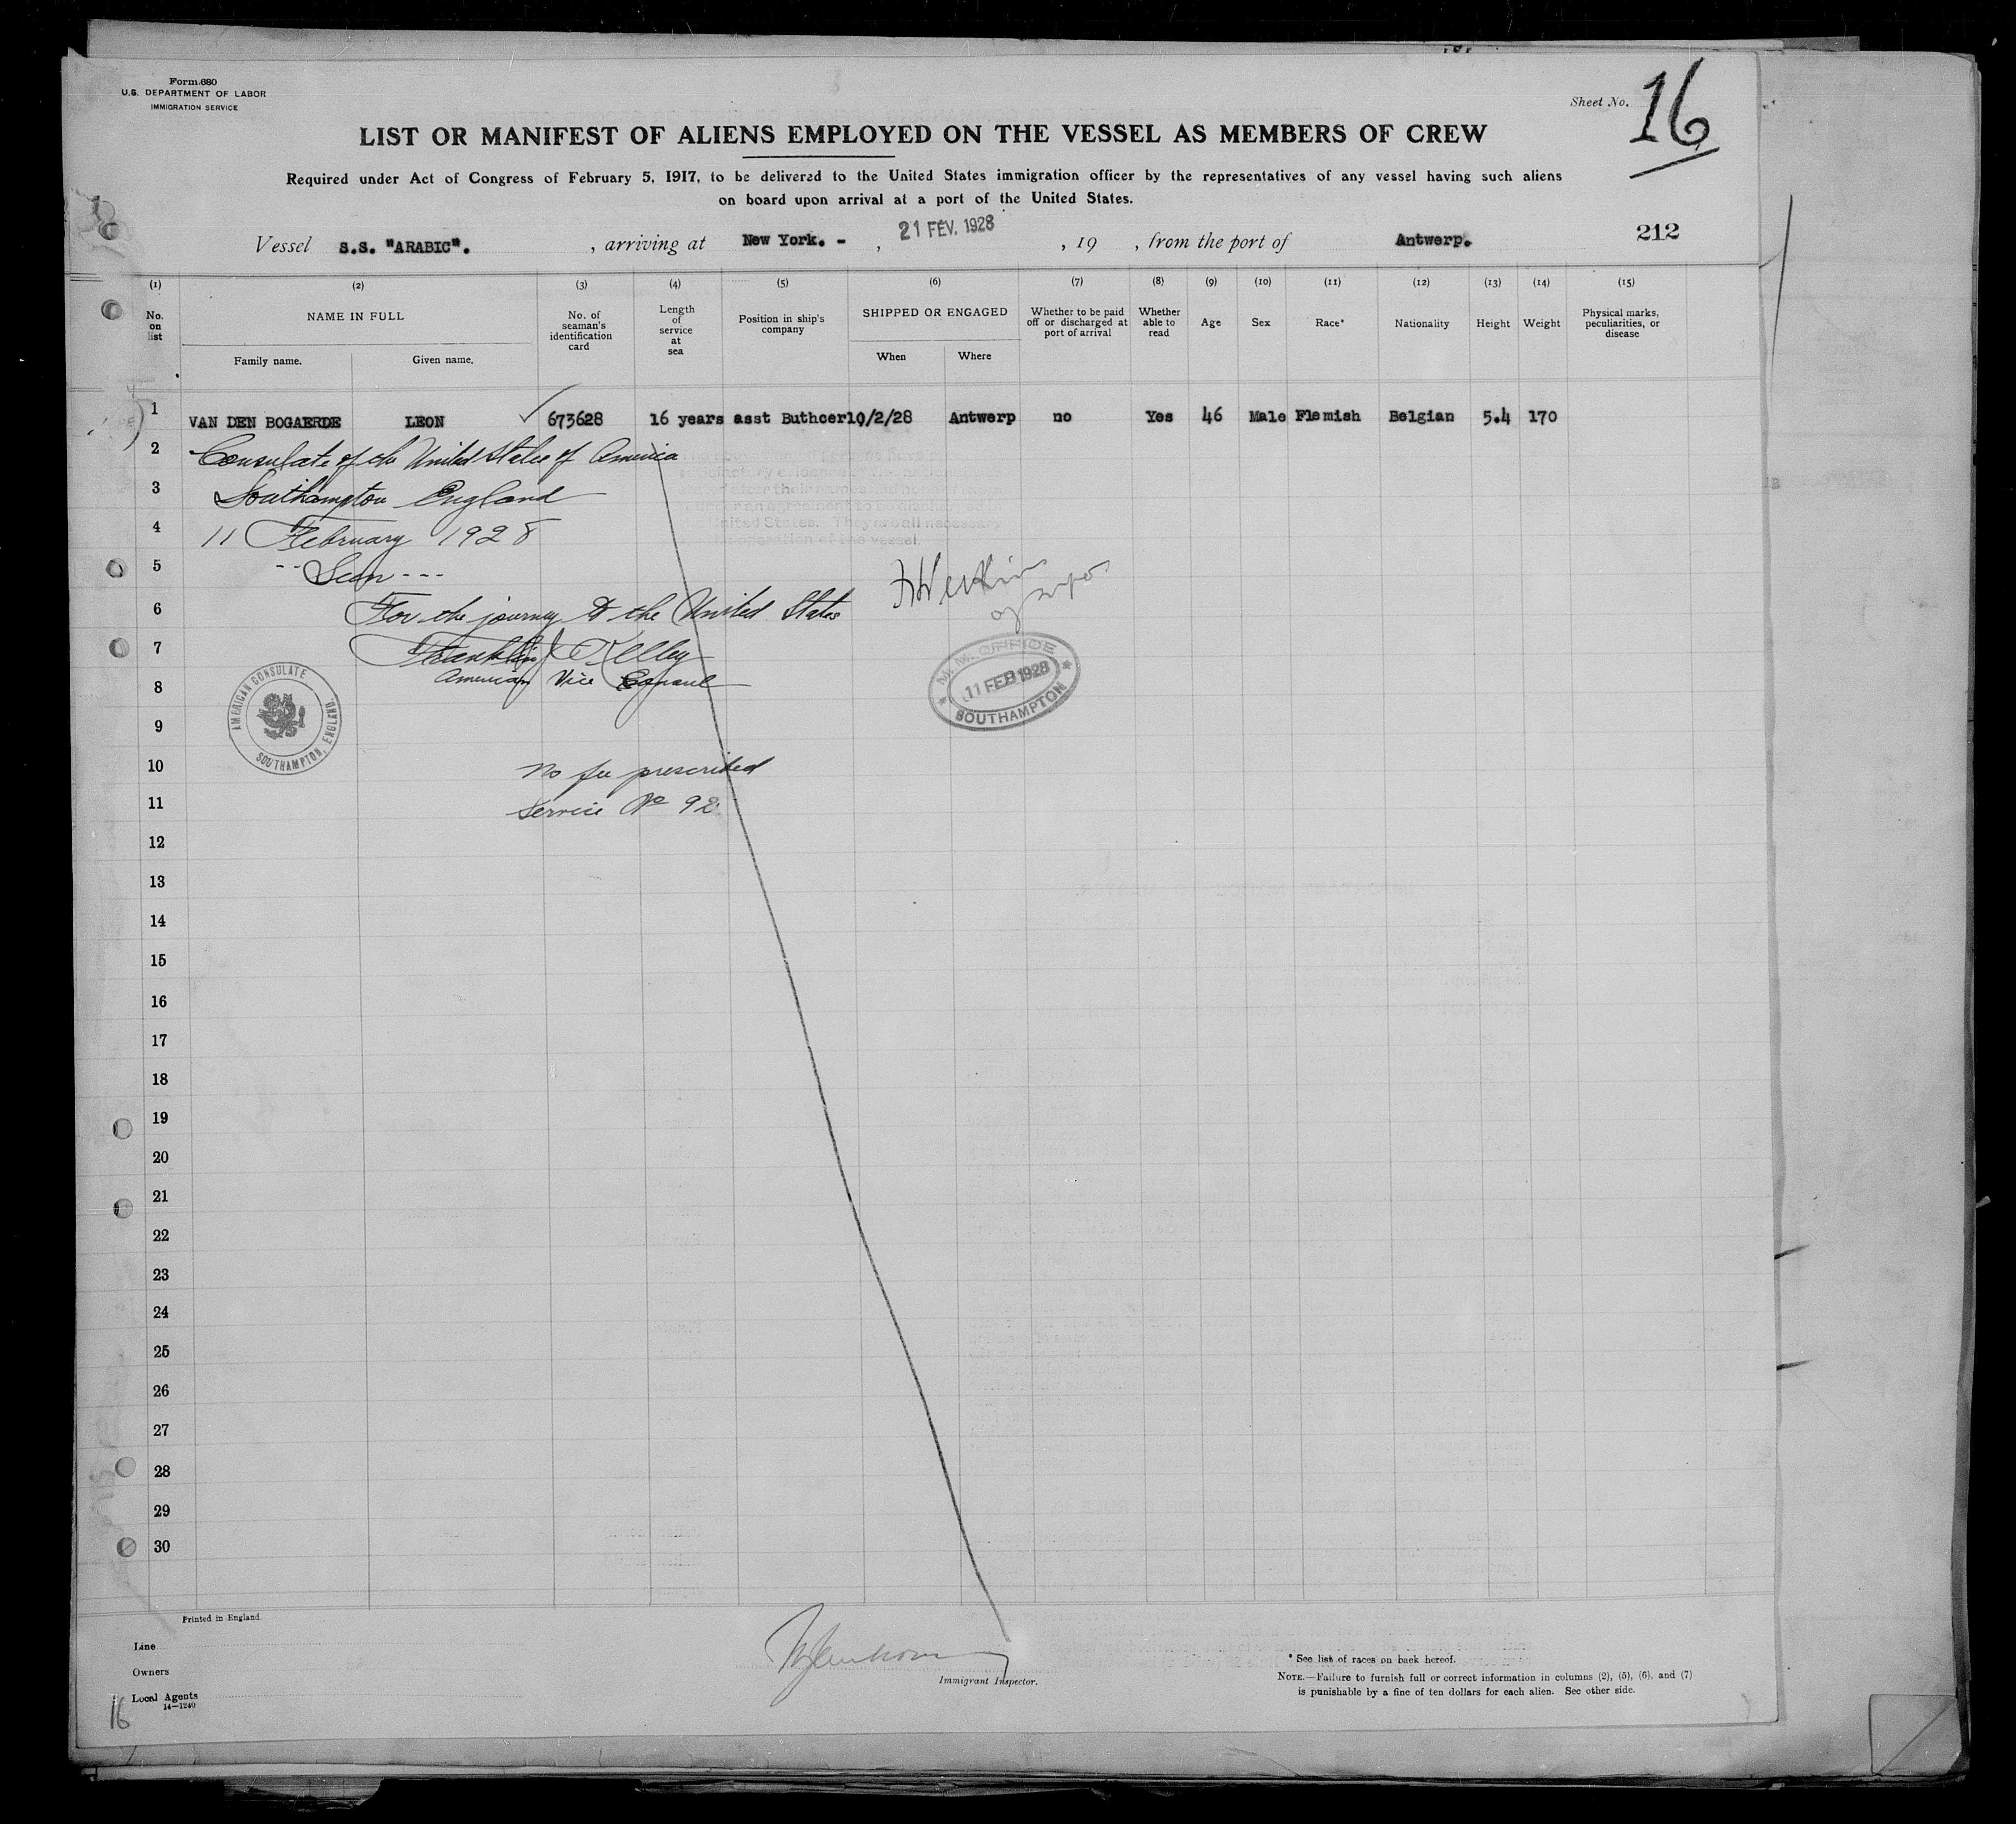 Form 680
U.S. DEPARTMENT OF LABOR
IMMIGRATION SERVICE
Sheet No. 16
LIST OR MANIFEST OF ALIENS EMPLOYED ON THE VESSEL AS MEMBERS OF CREW
Required under Act of Congress of February 5, 1917, to be delivered to the United States immigration officer by the representatives of any vessel having such aliens
on board upon arrival at a port of the United States.
Vessel S.S. "ARABIC". , arriving at New York. - , 21 FEV. 1928 , 19 , from the port of Antwerp. 212
(1) (2) (3) (4) (5) (6) (7) (8) (9) (10) (11) (12) (13) (14) (15)
No. on list
NAME IN FULL
Family name. Given name.
No. of seaman's identification card
Length of service at sea
Position in ship's company
SHIPPED OR ENGAGED
When Where
Whether to be paid off or discharged at port of arrival
Whether able to read
Age
Sex
Race*
Nationality
Height
Weight
Physical marks, peculiarities, or disease
1 VAN DEN BOGAERDE LEON 673628 16 years asst Buthcer 10/2/28 Antwerp no Yes 46 Male Flemish Belgian 5.4 170
2 Consulate of the United States of America
3 Southampton England
4 11 February 1928
5 -- Seen ---
6 For the journey to the United States
7 Franklin Kelley
8 American Vice Consul
AMERICAN CONSULATE
SOUTHAMPTON, ENGLAND.
M. M. OFFICE
11 FEB 1928
SOUTHAMPTON
9
10 No fee prescribed
11 Service No 92
12
13
14
15
16
17
18
19
20
21
22
23
24
25
26
27
28
29
30
Printed in England.
Line
Owners
Local Agents
14—1240
16
Immigrant Inspector.
* See list of races on back hereof.
NOTE.—Failure to furnish full or correct information in columns (2), (5), (6), and (7)
is punishable by a fine of ten dollars for each alien. See other side.